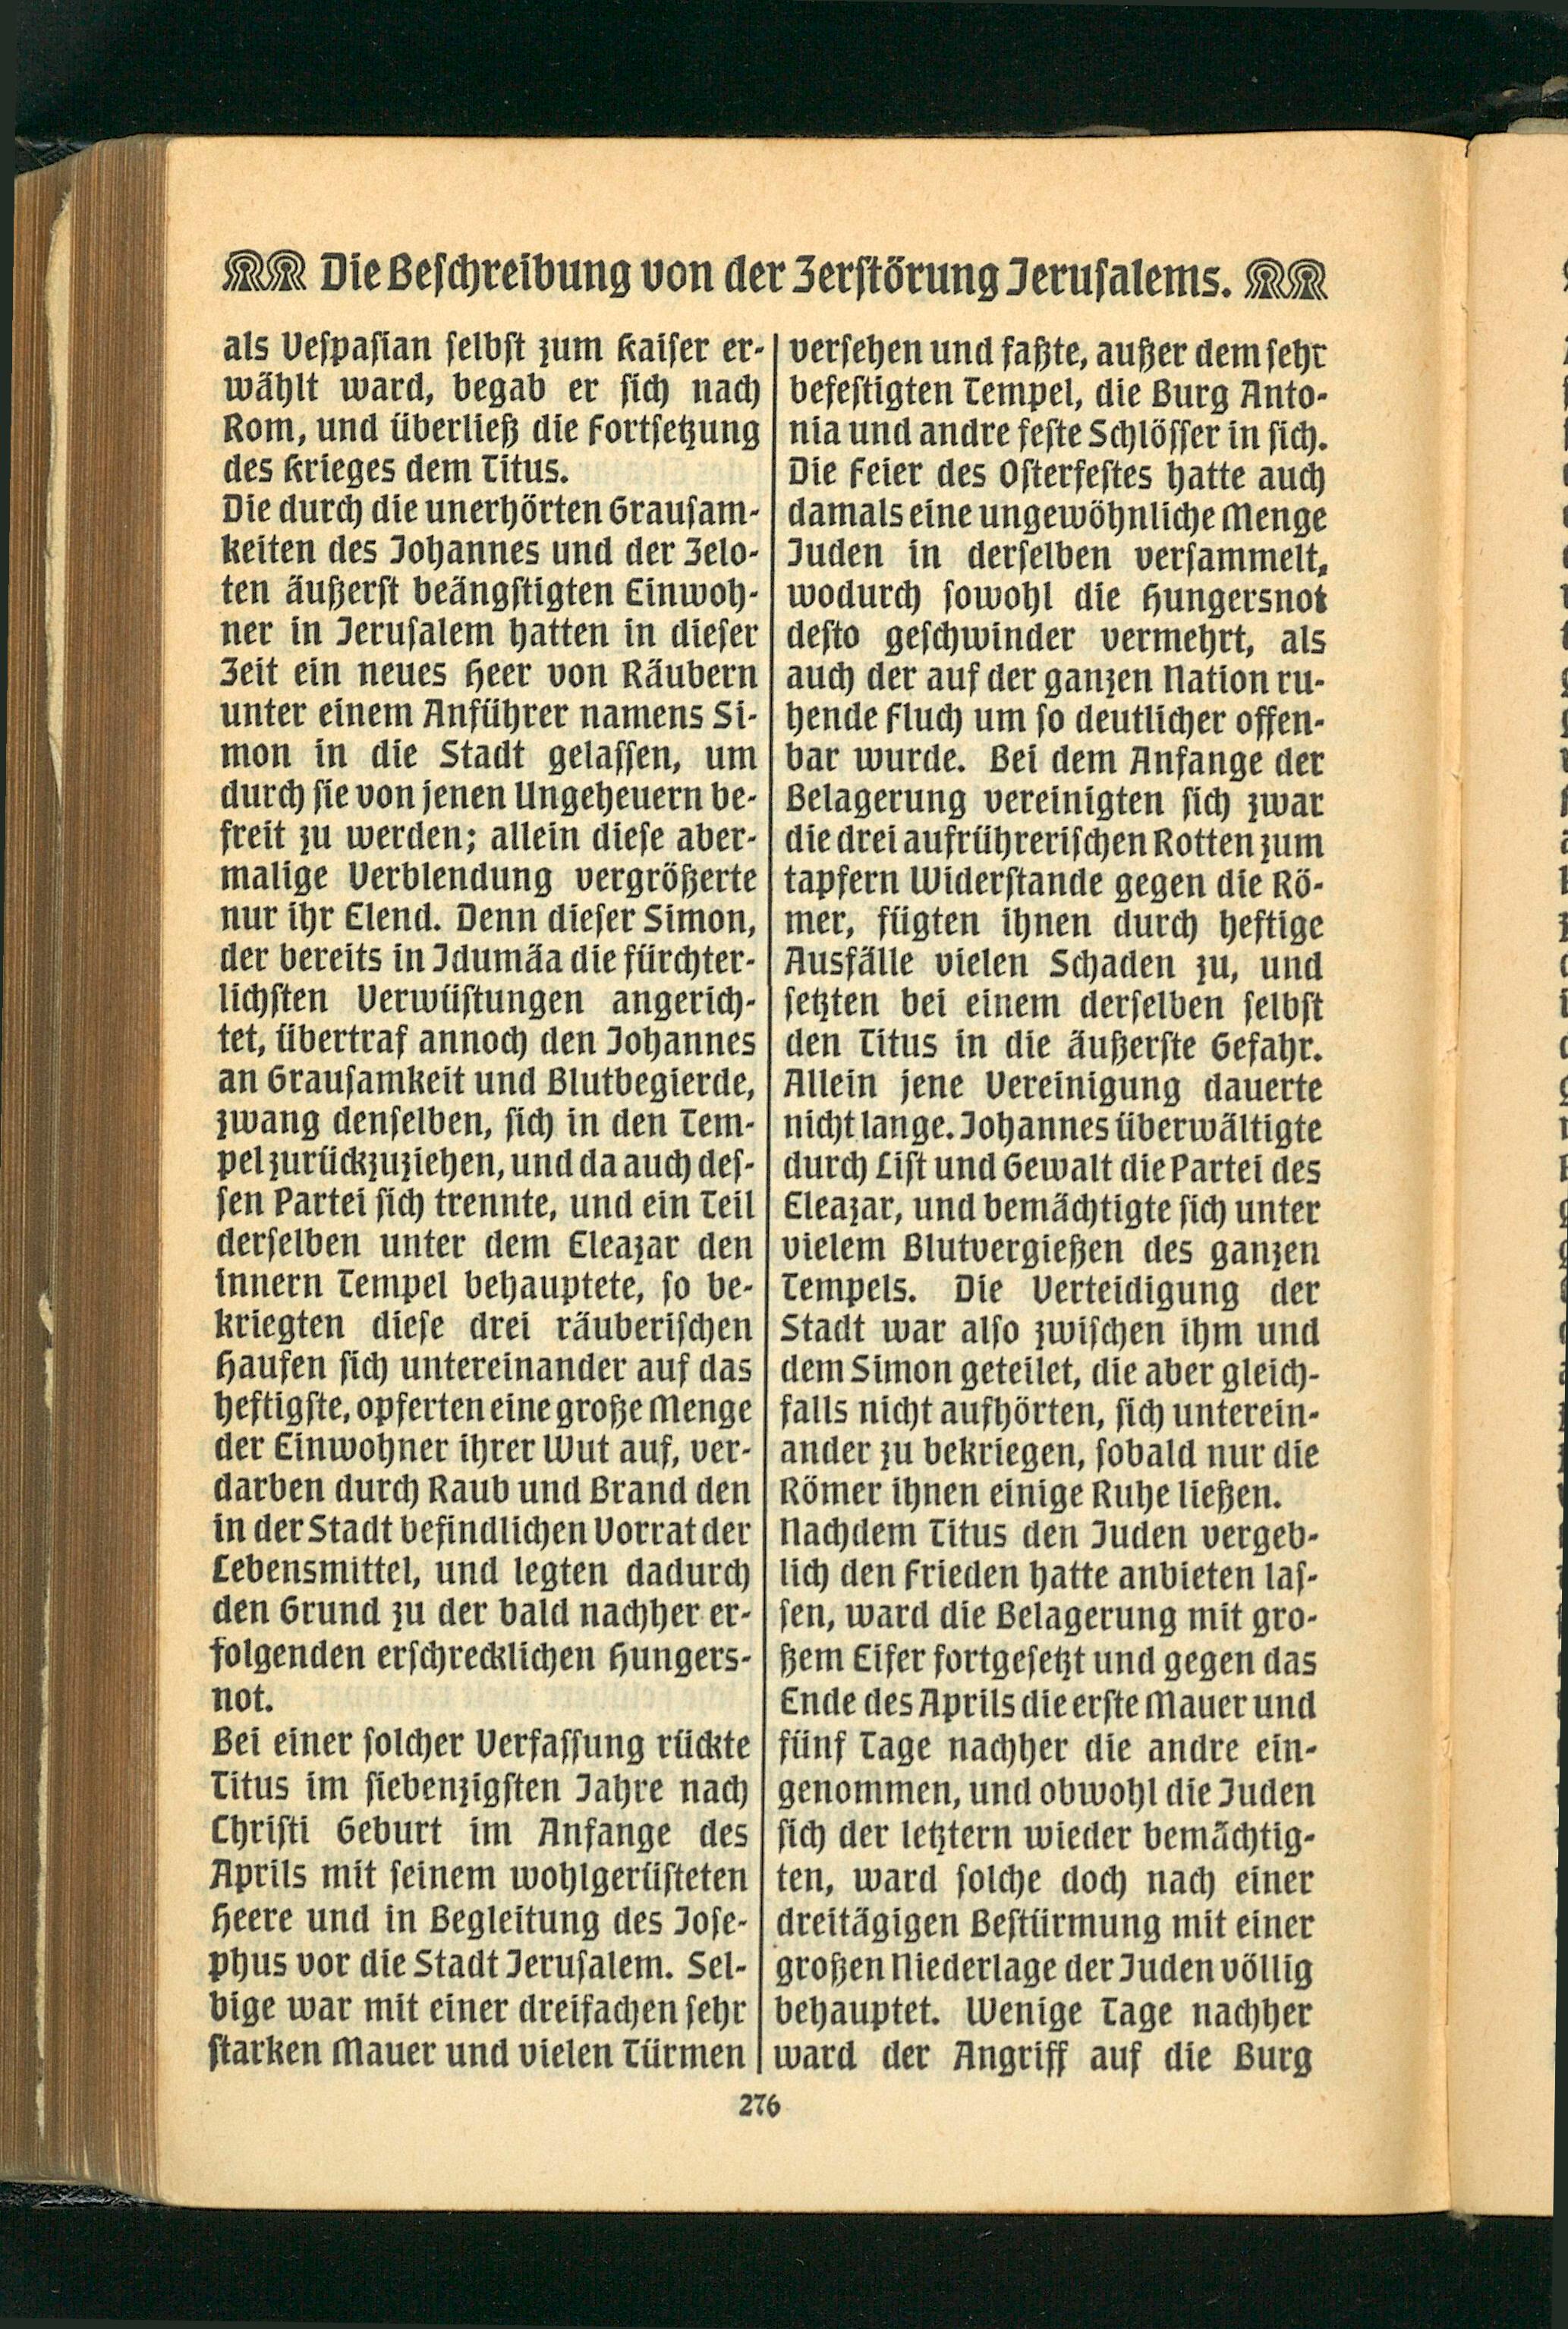 Die Beſchreibung von der Zerſtörung Jeruſalems.
als Veſpaſian ſelbſt zum Kaiſer er-
wählt ward, begab er ſich nach
Rom, und überließ die Fortſetzung
des Krieges dem Titus.
Die durch die unerhörten Grauſam-
keiten des Johannes und der Zelo-
ten äußerſt beängſtigten Einwoh-
ner in Jeruſalem hatten in dieſer
Zeit ein neues Heer von Räubern
unter einem Anführer namens Si-
mon in die Stadt gelaſſen, um
durch ſie von jenen Ungeheuern be-
freit zu werden; allein dieſe aber-
malige Verblendung vergrößerte
nur ihr Elend. Denn dieſer Simon,
der bereits in Idumäa die fürchter-
lichſten Verwüſtungen angerich-
tet, übertraf annoch den Johannes
an Grauſamkeit und Blutbegierde,
zwang denſelben, ſich in den Tem-
pel zurückzuziehen, und da auch deſ-
ſen Partei ſich trennte, und ein Teil
derſelben unter dem Eleazar den
innern Tempel behauptete, ſo be-
kriegten dieſe drei räuberiſchen
Haufen ſich untereinander auf das
heftigſte, opferten eine große Menge
der Einwohner ihrer Wut auf, ver-
darben durch Raub und Brand den
in der Stadt befindlichen Vorrat der
Lebensmittel, und legten dadurch
den Grund zu der bald nachher er-
folgenden erſchrecklichen Hungers-
not.
Bei einer ſolcher Verfaſſung rückte
Titus im ſiebenzigſten Jahre nach
Chriſti Geburt im Anfange des
Aprils mit ſeinem wohlgerüſteten
Heere und in Begleitung des Joſe-
phus vor die Stadt Jeruſalem. Sel-
bige war mit einer dreifachen ſehr
ſtarken Mauer und vielen Türmen
verſehen und faßte, außer dem ſehr
befeſtigten Tempel, die Burg Anto-
nia und andre feſte Schlöſſer in ſich.
Die Feier des Oſterfeſtes hatte auch
damals eine ungewöhnliche Menge
Juden in derſelben verſammelt,
wodurch ſowohl die Hungersnot
deſto geſchwinder vermehrt, als
auch der auf der ganzen Nation ru-
hende Fluch um ſo deutlicher offen-
bar wurde. Bei dem Anfange der
Belagerung vereinigten ſich zwar
die drei aufrühreriſchen Rotten zum
tapfern Widerſtande gegen die Rö-
mer, fügten ihnen durch heftige
Ausfälle vielen Schaden zu, und
ſetzten bei einem derſelben ſelbſt
den Titus in die äußerſte Gefahr.
Allein jene Vereinigung dauerte
nicht lange. Johannes überwältigte
durch Liſt und Gewalt die Partei des
Eleazar, und bemächtigte ſich unter
vielem Blutvergießen des ganzen
Tempels. Die Verteidigung der
Stadt war alſo zwiſchen ihm und
dem Simon geteilet, die aber gleich-
falls nicht aufhörten, ſich unterein-
ander zu bekriegen, ſobald nur die
Römer ihnen einige Ruhe ließen.
Nachdem Titus den Juden vergeb-
lich den Frieden hatte anbieten laſ-
ſen, ward die Belagerung mit gro-
ßem Eifer fortgeſetzt und gegen das
Ende des Aprils die erſte Mauer und
fünf Tage nachher die andre ein-
genommen, und obwohl die Juden
ſich der letztern wieder bemächtig-
ten, ward ſolche doch nach einer
dreitägigen Beſtürmung mit einer
großen Niederlage der Juden völlig
behauptet. Wenige Tage nachher
ward der Angriff auf die Burg
276